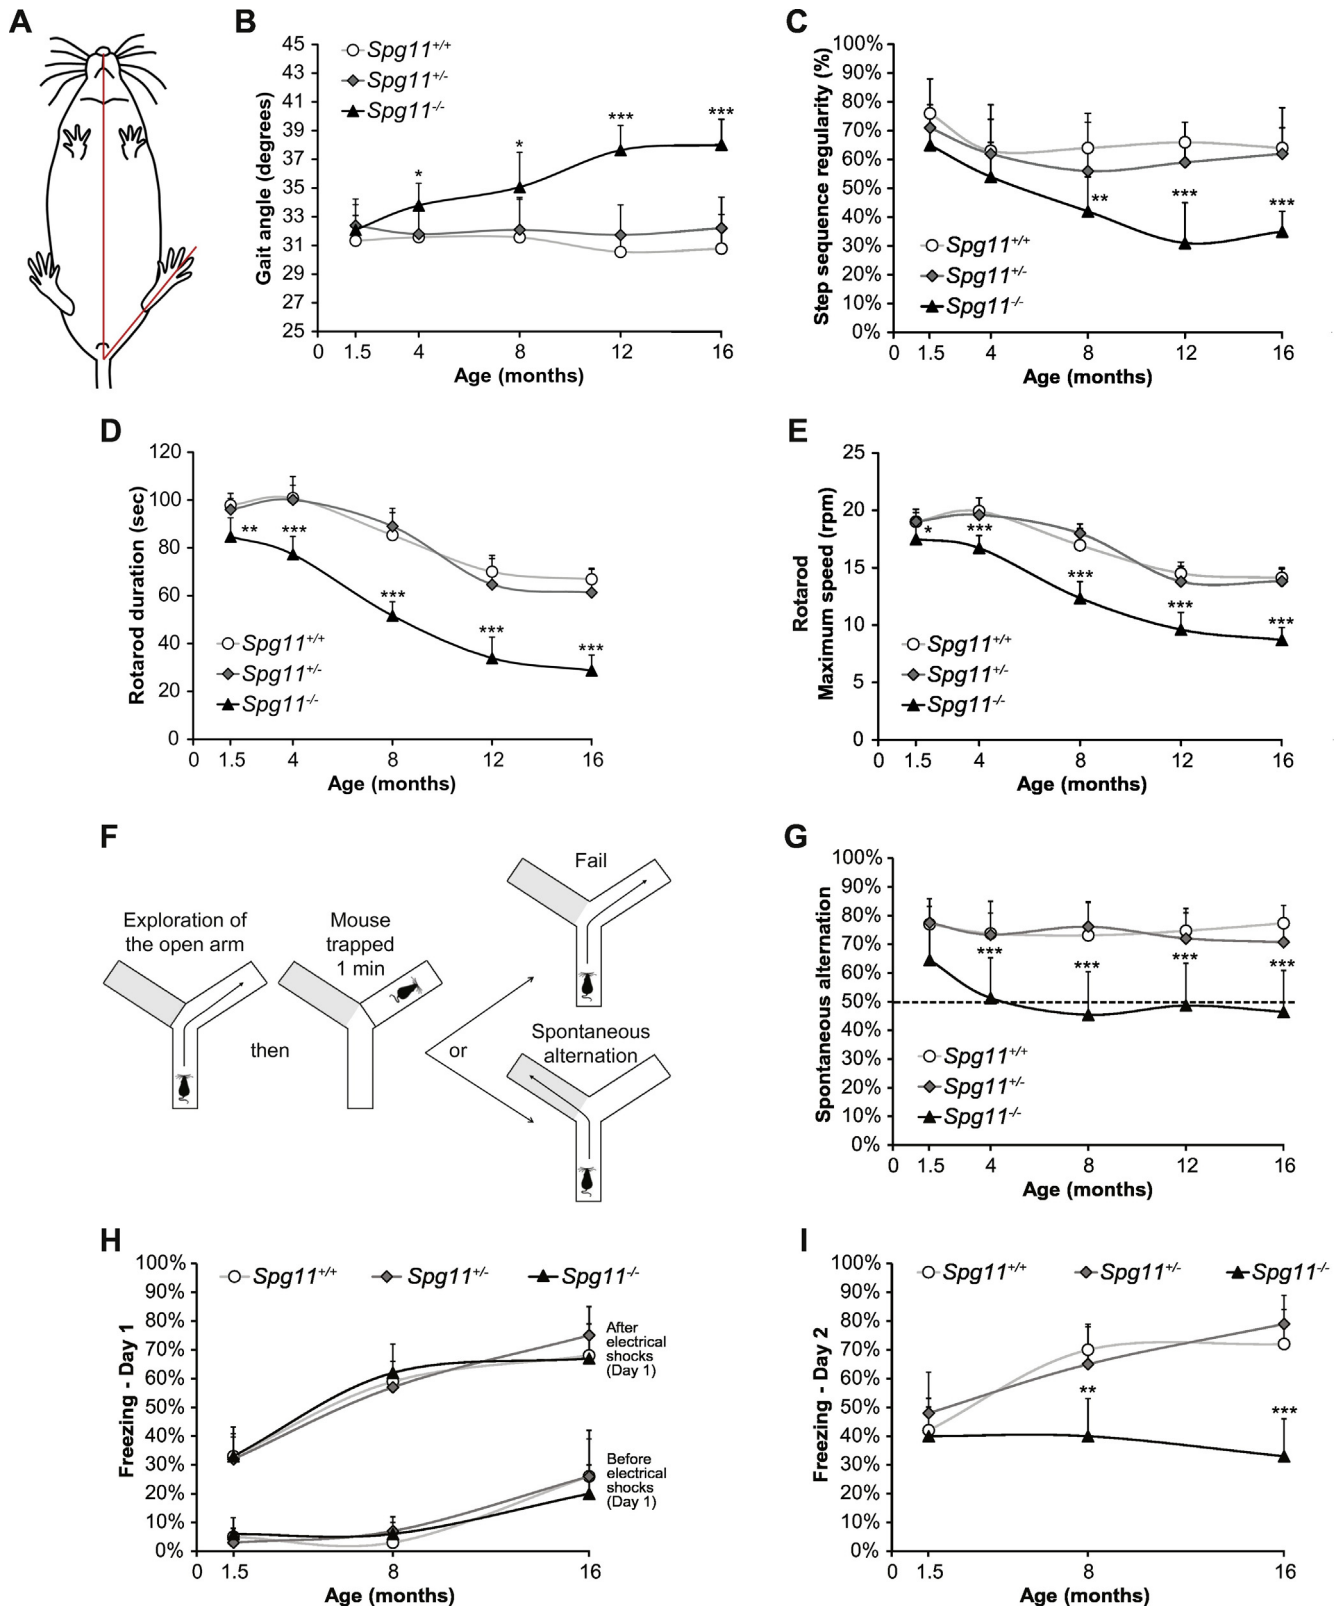 A
B
45
43
41
39
37
35
33
31
29
27
25
Gait angle (degrees)
Spg11+/+
Spg11+/-
Spg11-/-
*
*
***
***
0 1.5 4 8 12 16
Age (months)
C
100%
90%
80%
70%
60%
50%
40%
30%
20%
10%
0%
Step sequence regularity (%)
**
***
***
Spg11+/+
Spg11+/-
Spg11-/-
0 1.5 4 8 12 16
Age (months)
D
120
100
80
60
40
20
0
Rotarod duration (sec)
** ***
***
***
***
Spg11+/+
Spg11+/-
Spg11-/-
0 1.5 4 8 12 16
Age (months)
E
25
20
15
10
5
0
Rotarod
Maximum speed (rpm)
* ***
***
***
***
Spg11+/+
Spg11+/-
Spg11-/-
0 1.5 4 8 12 16
Age (months)
F
Exploration of
the open arm
then
Mouse
trapped
1 min
or
Fail
Spontaneous
alternation
G
100%
90%
80%
70%
60%
50%
40%
30%
20%
10%
0%
Spontaneous alternation
***
***
***
***
Spg11+/+
Spg11+/-
Spg11-/-
0 1.5 4 8 12 16
Age (months)
H
100%
90%
80%
70%
60%
50%
40%
30%
20%
10%
0%
Freezing - Day 1
Spg11+/+ Spg11+/- Spg11-/-
After
electrical
shocks
(Day 1)
Before
electrical
shocks
(Day 1)
0 1.5 8 16
Age (months)
I
100%
90%
80%
70%
60%
50%
40%
30%
20%
10%
0%
Freezing - Day 2
Spg11+/+ Spg11+/- Spg11-/-
**
***
0 1.5 8 16
Age (months)